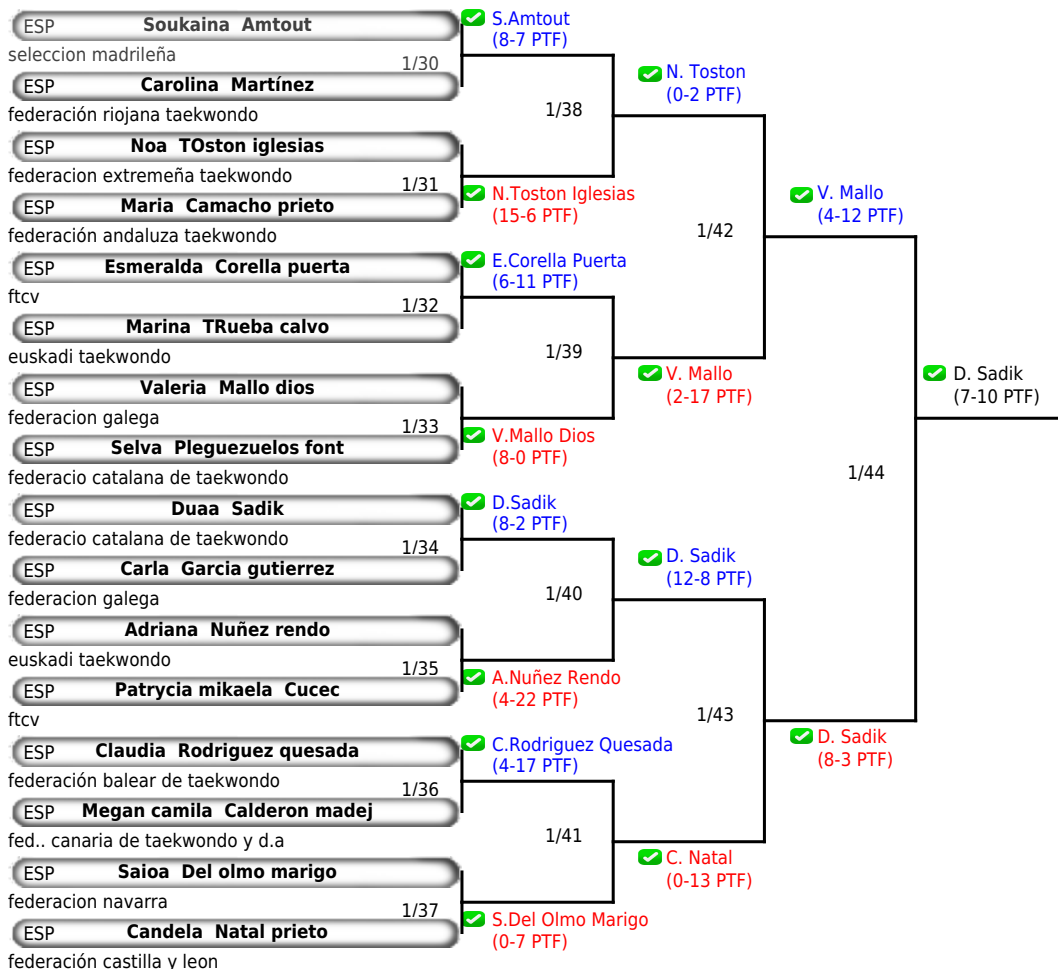 ESP Soukaina Amtout
seleccion madrileña
1/30
ESP Carolina Martínez
federación riojana taekwondo
ESP Noa TOston iglesias
federacion extremeña taekwondo
1/31
ESP Maria Camacho prieto
federación andaluza taekwondo
ESP Esmeralda Corella puerta
ftcv
1/32
ESP Marina TRueba calvo
euskadi taekwondo
ESP Valeria Mallo dios
federacion galega
1/33
ESP Selva Pleguezuelos font
federacio catalana de taekwondo
ESP Duaa Sadik
federacio catalana de taekwondo
1/34
ESP Carla Garcia gutierrez
federacion galega
ESP Adriana Nuñez rendo
euskadi taekwondo
1/35
ESP Patrycia mikaela Cucec
ftcv
ESP Claudia Rodriguez quesada
federación balear de taekwondo
1/36
ESP Megan camila Calderon madej
fed.. canaria de taekwondo y d.a
ESP Saioa Del olmo marigo
federacion navarra
1/37
ESP Candela Natal prieto
federación castilla y leon
S.Amtout
(8-7 PTF)
1/38
N.Toston Iglesias
(15-6 PTF)
E.Corella Puerta
(6-11 PTF)
1/39
V.Mallo Dios
(8-0 PTF)
D.Sadik
(8-2 PTF)
1/40
A.Nuñez Rendo
(4-22 PTF)
C.Rodriguez Quesada
(4-17 PTF)
1/41
S.Del Olmo Marigo
(0-7 PTF)
N. Toston
(0-2 PTF)
1/42
V. Mallo
(2-17 PTF)
D. Sadik
(12-8 PTF)
1/43
C. Natal
(0-13 PTF)
V. Mallo
(4-12 PTF)
1/44
D. Sadik
(8-3 PTF)
D. Sadik
(7-10 PTF)